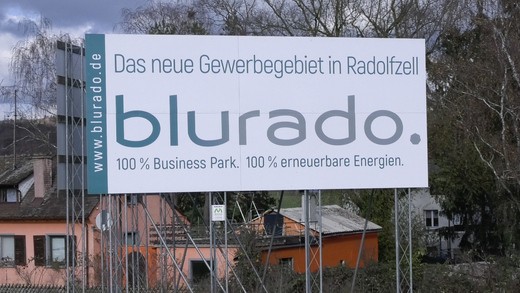 www.blurado.de
Das neue Gewerbegebiet in Radolfzell
blurado.
100 % Business Park. 100 % erneuerbare Energien.